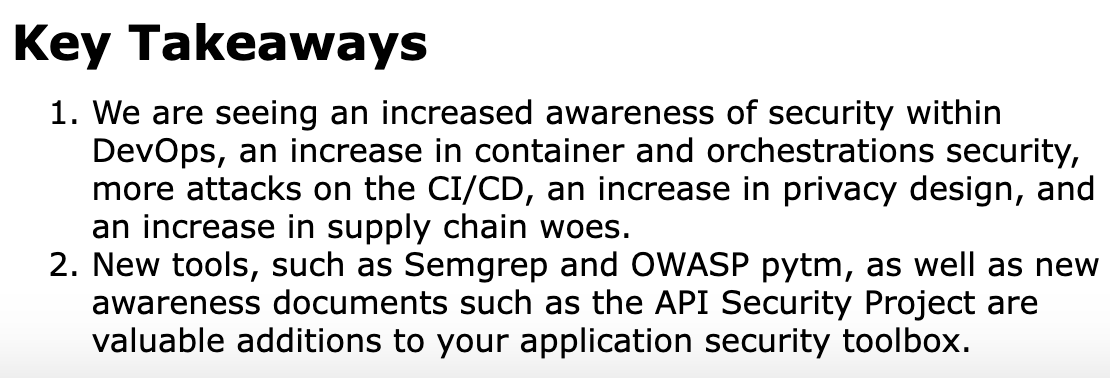 Key Takeaways
1. We are seeing an increased awareness of security within
DevOps, an increase in container and orchestrations security,
more attacks on the CI/CD, an increase in privacy design, and
an increase in supply chain woes.
2. New tools, such as Semgrep and OWASP pytm, as well as new
awareness documents such as the API Security Project are
valuable additions to your application security toolbox.